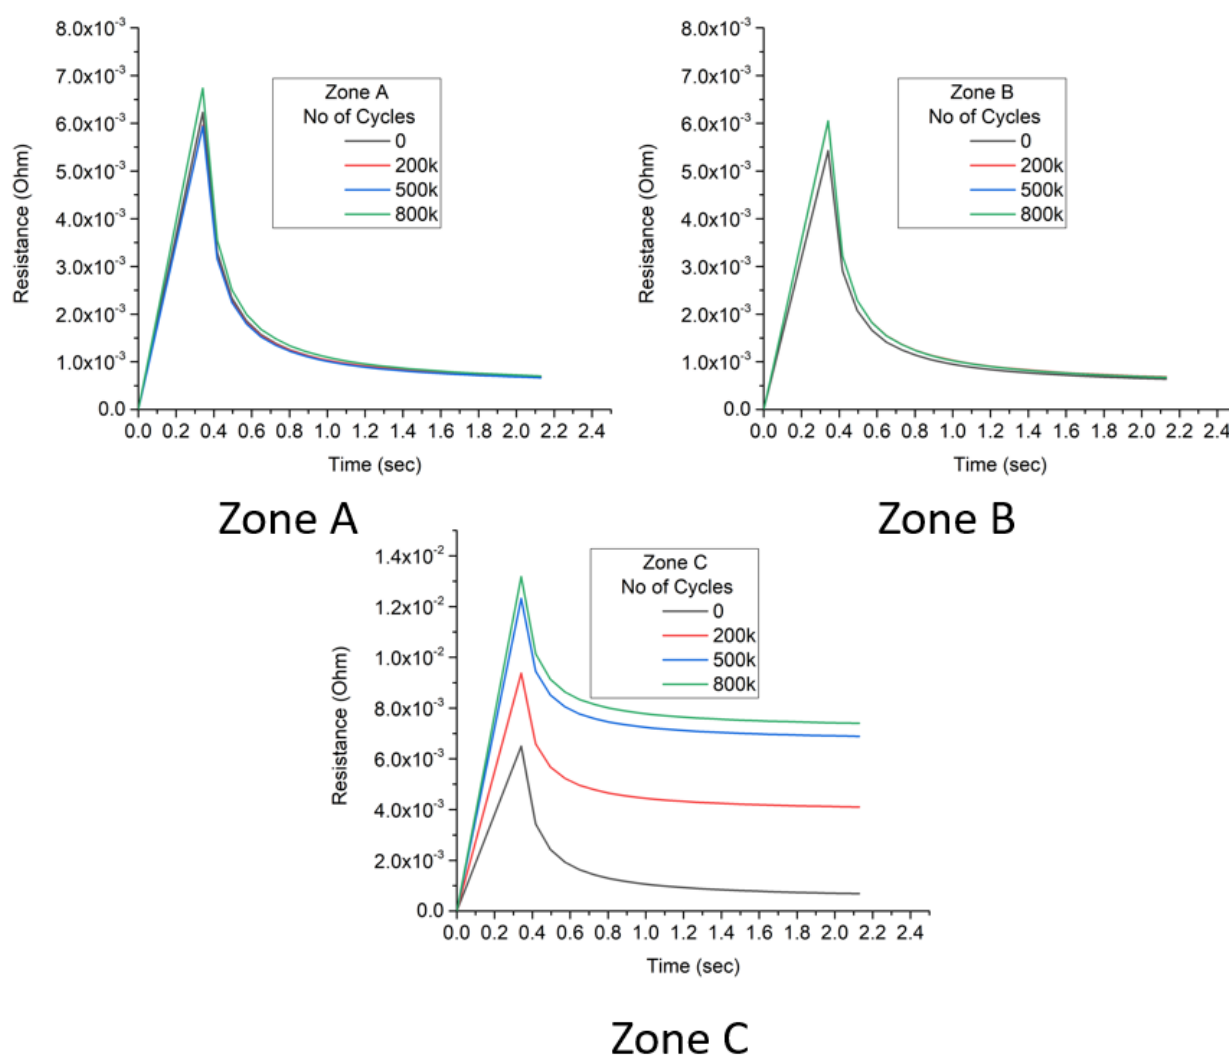 8.0x10⁻³
7.0x10⁻³
6.0x10⁻³
5.0x10⁻³
4.0x10⁻³
3.0x10⁻³
2.0x10⁻³
1.0x10⁻³
0.0
Resistance (Ohm)
Zone A
No of Cycles
0
200k
500k
800k
0.0 0.2 0.4 0.6 0.8 1.0 1.2 1.4 1.6 1.8 2.0 2.2 2.4
Time (sec)
Zone A
8.0x10⁻³
7.0x10⁻³
6.0x10⁻³
5.0x10⁻³
4.0x10⁻³
3.0x10⁻³
2.0x10⁻³
1.0x10⁻³
0.0
Resistance (Ohm)
Zone B
No of Cycles
0
200k
500k
800k
0.0 0.2 0.4 0.6 0.8 1.0 1.2 1.4 1.6 1.8 2.0 2.2 2.4
Time (sec)
Zone B
1.4x10⁻²
1.2x10⁻²
1.0x10⁻²
8.0x10⁻³
6.0x10⁻³
4.0x10⁻³
2.0x10⁻³
0.0
Resistance (Ohm)
Zone C
No of Cycles
0
200k
500k
800k
0.0 0.2 0.4 0.6 0.8 1.0 1.2 1.4 1.6 1.8 2.0 2.2 2.4
Time (sec)
Zone C